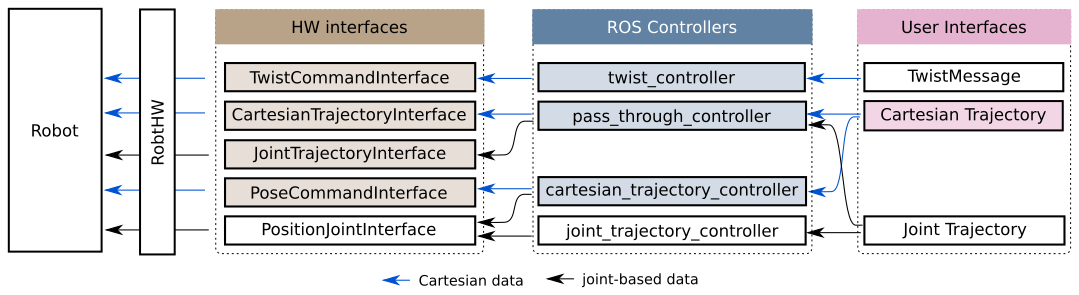 HW interfaces
ROS Controllers
User Interfaces
TwistCommandInterface
twist_controller
TwistMessage
CartesianTrajectoryInterface
pass_through_controller
Cartesian Trajectory
Robot
RobtHW
JointTrajectoryInterface
PoseCommandInterface
cartesian_trajectory_controller
PositionJointInterface
joint_trajectory_controller
Joint Trajectory
Cartesian data
joint-based data